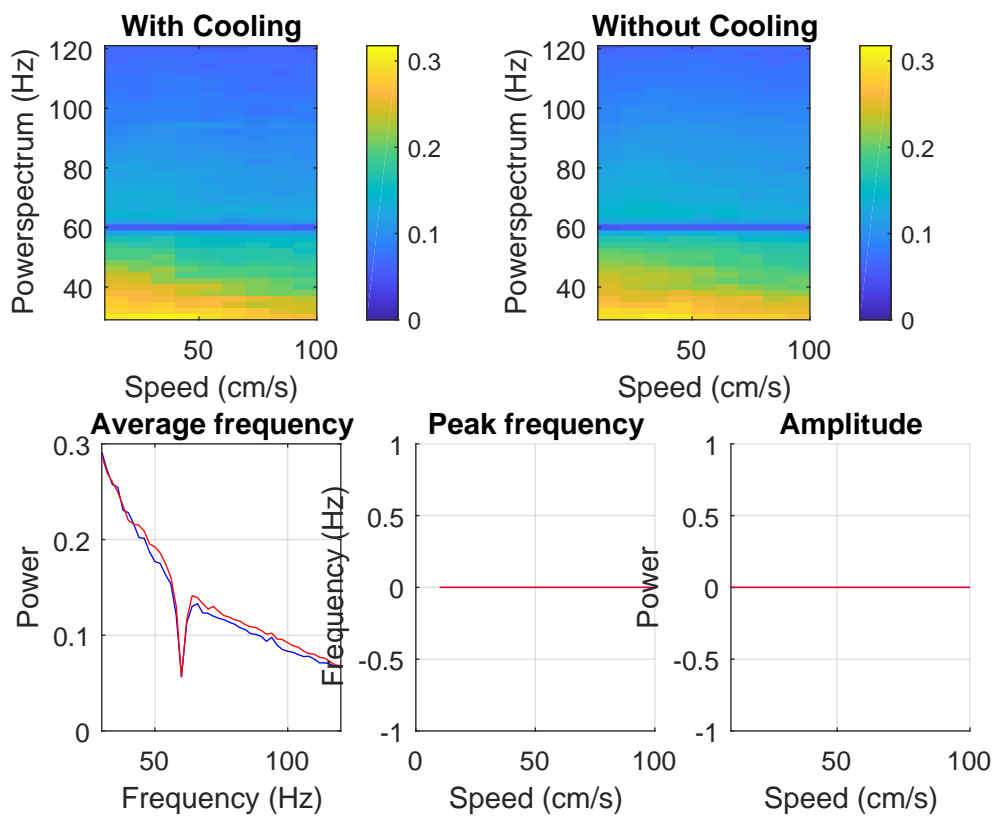 With Cooling
Powerspectrum (Hz)
120
100
80
60
40
50
100
Speed (cm/s)
0.3
0.2
0.1
0
Without Cooling
Powerspectrum (Hz)
120
100
80
60
40
50
100
Speed (cm/s)
0.3
0.2
0.1
0
Average frequency
Power
0.3
0.2
0.1
0
50
100
Frequency (Hz)
Peak frequency
Frequency (Hz)
1
0.5
0
-0.5
-1
0
50
100
Speed (cm/s)
Amplitude
Power
1
0.5
0
-0.5
-1
50
100
Speed (cm/s)